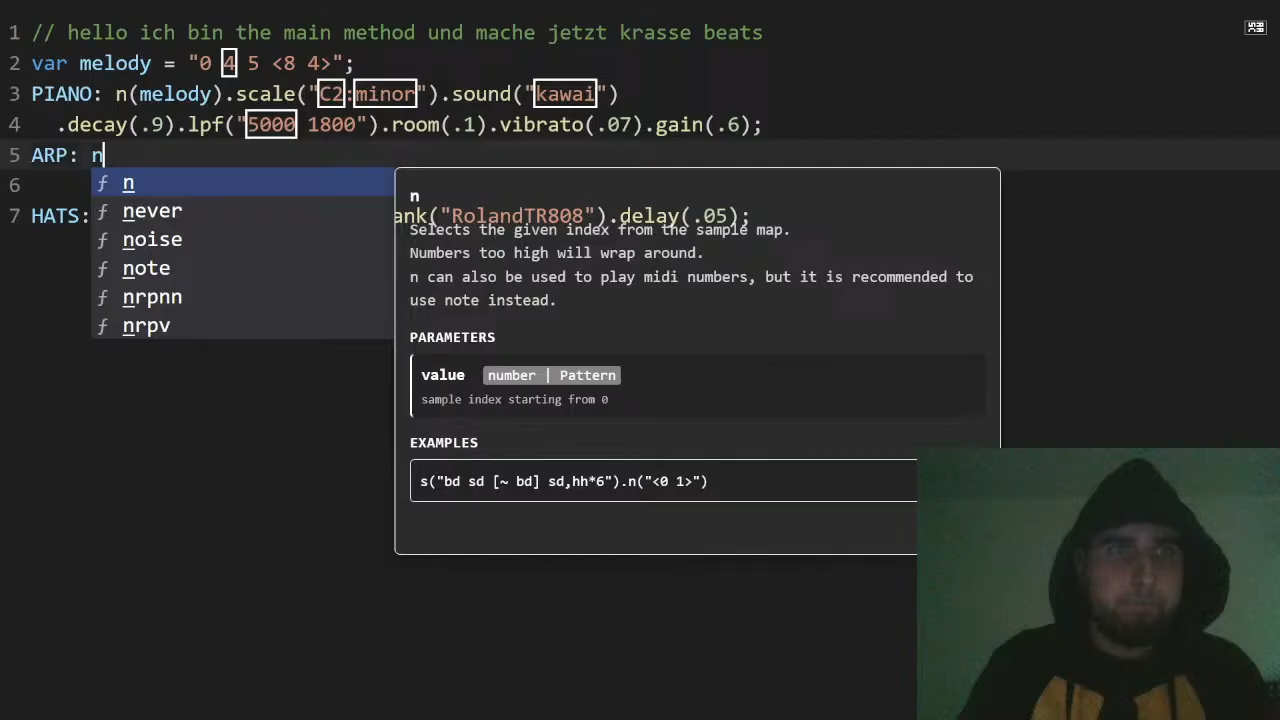 1 // hello ich bin the main method und mache jetzt krasse beats
2 var melody = "0 4 5 <8 4>";
3 PIANO: n(melody).scale("C2:minor").sound("kawai")
4 .decay(.9).lpf("5000 1800").room(.1).vibrato(.07).gain(.6);
5 ARP: n
6
7 HATS: ank("RolandTR808").delay(.05);
ƒ n
ƒ never
ƒ noise
ƒ note
ƒ nrpnn
ƒ nrpv
n
Selects the given index from the sample map.
Numbers too high will wrap around.
n can also be used to play midi numbers, but it is recommended to
use note instead.
PARAMETERS
value number | Pattern
sample index starting from 0
EXAMPLES
s("bd sd [~ bd] sd,hh*6").n("<0 1>")